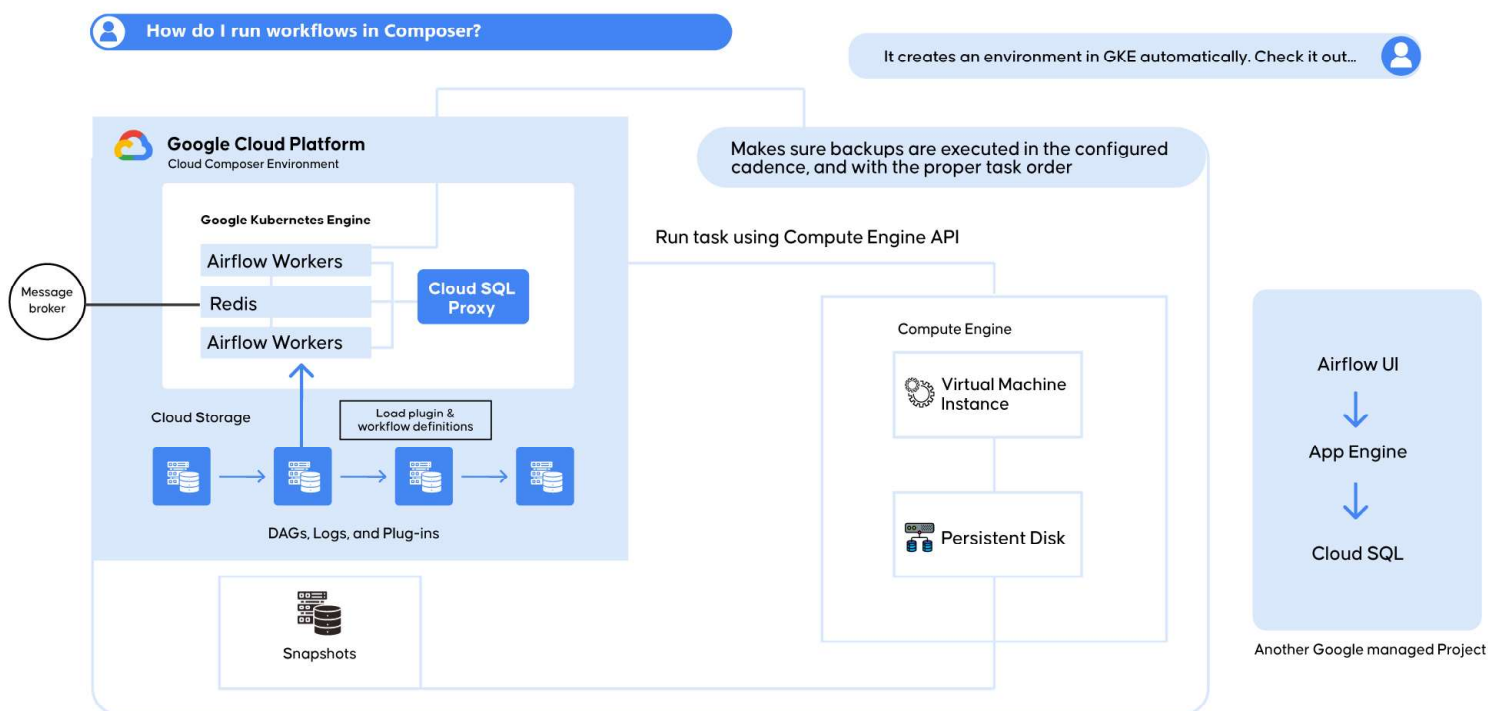 How do I run workflows in Composer?
It creates an environment in GKE automatically. Check it out...
Google Cloud Platform
Cloud Composer Environment
Makes sure backups are executed in the configured
cadence, and with the proper task order
Google Kubernetes Engine
Airflow Workers
Redis
Airflow Workers
Cloud SQL
Proxy
Message
broker
Run task using Compute Engine API
Cloud Storage
Load plugin &
workflow definitions
DAGs, Logs, and Plug-ins
Snapshots
Compute Engine
Virtual Machine
Instance
Persistent Disk
Airflow UI
App Engine
Cloud SQL
Another Google managed Project